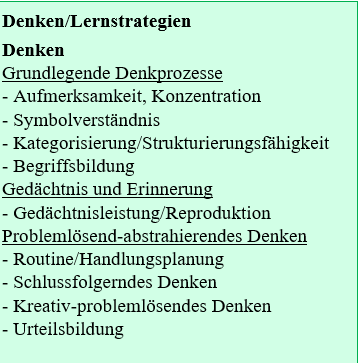 Denken/Lernstrategien
Denken
Grundlegende Denkprozesse
- Aufmerksamkeit, Konzentration
- Symbolverständnis
- Kategorisierung/Strukturierungsfähigkeit
- Begriffsbildung
Gedächtnis und Erinnerung
- Gedächtnisleistung/Reproduktion
Problemlösend-abstrahierendes Denken
- Routine/Handlungsplanung
- Schlussfolgerndes Denken
- Kreativ-problemlösendes Denken
- Urteilsbildung